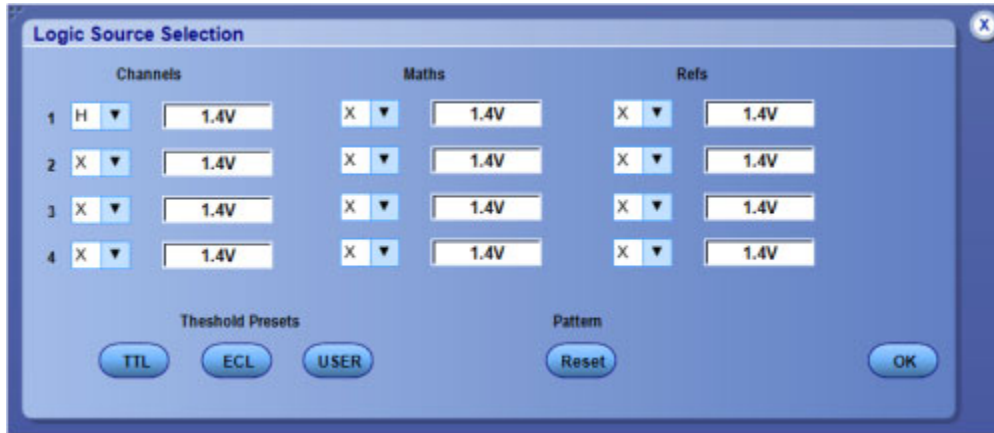 Logic Source Selection
X
Channels Maths Refs
1 H 1.4V X 1.4V X 1.4V
2 X 1.4V X 1.4V X 1.4V
3 X 1.4V X 1.4V X 1.4V
4 X 1.4V X 1.4V X 1.4V
Theshold Presets Pattern
TTL ECL USER Reset OK